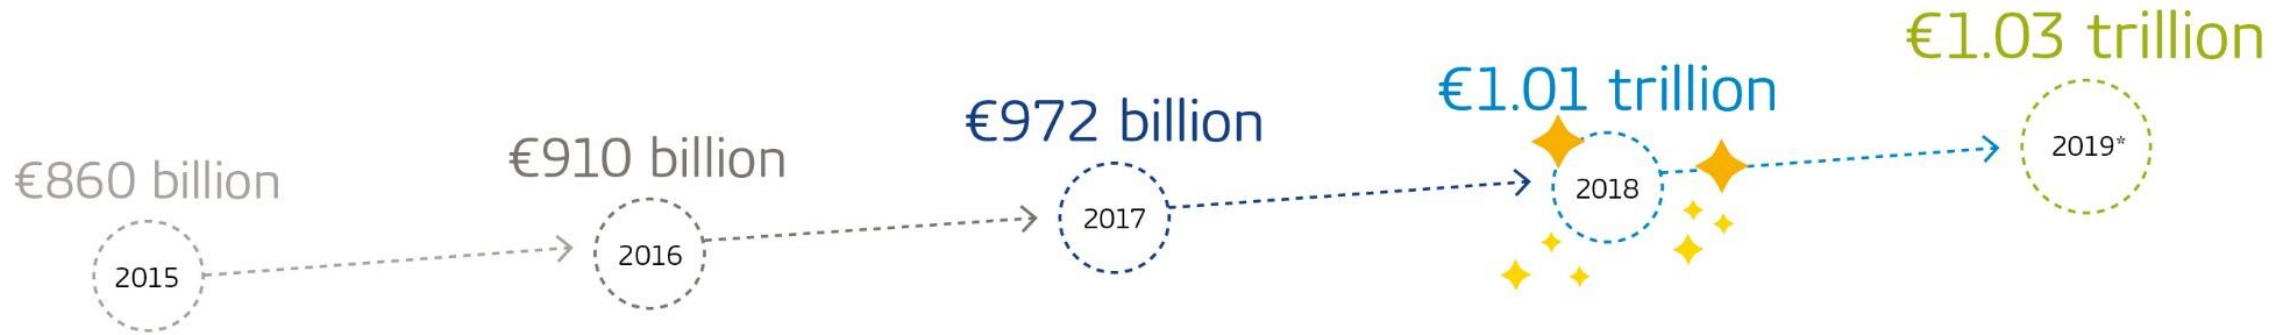 €860 billion
2015
€910 billion
2016
€972 billion
2017
€1.01 trillion
2018
€1.03 trillion
2019*